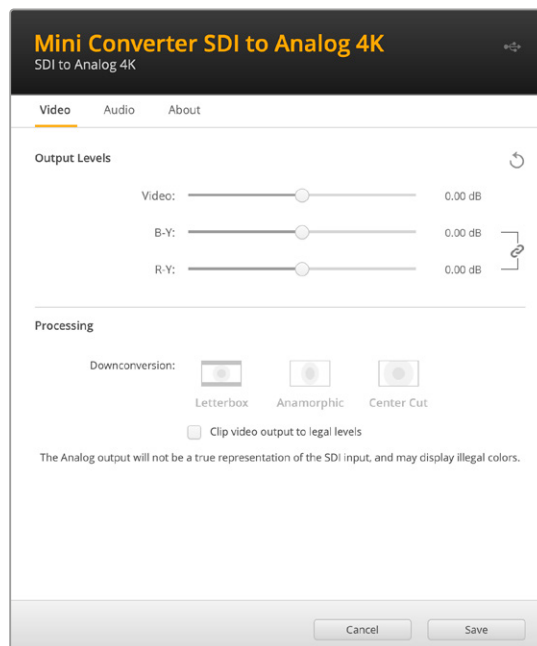 Mini Converter SDI to Analog 4K
SDI to Analog 4K
Video Audio About
Output Levels
Video: 0.00 dB
B-Y: 0.00 dB
R-Y: 0.00 dB
Processing
Downconversion:
Letterbox Anamorphic Center Cut
Clip video output to legal levels
The Analog output will not be a true representation of the SDI input, and may display illegal colors.
Cancel Save